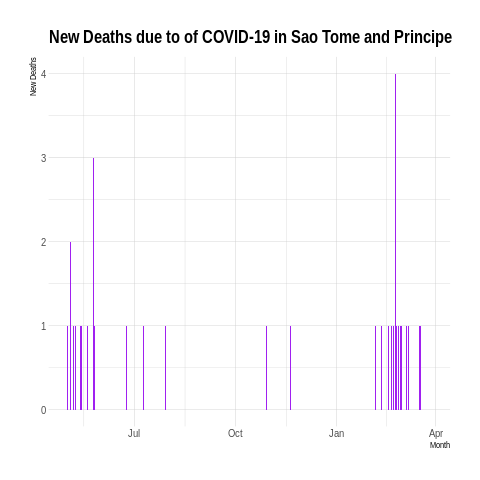 New Deaths due to of COVID-19 in Sao Tome and Principe
New Deaths
4
3
2
1
0
Jul Oct Jan Apr
Month